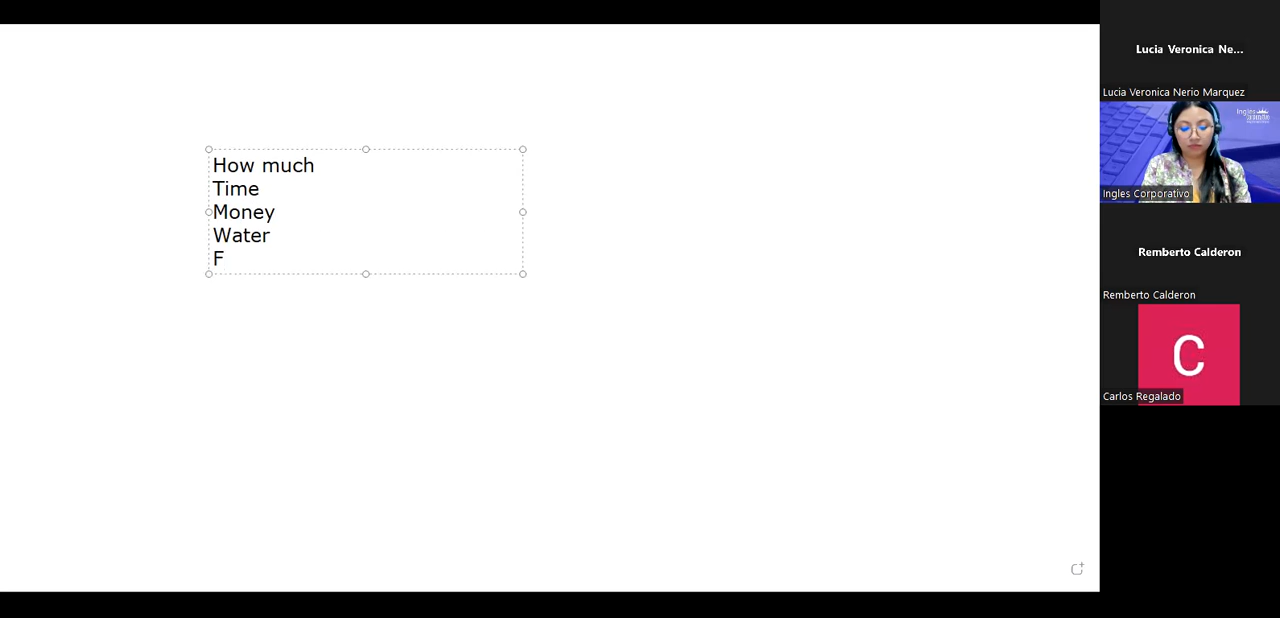 How much
Time
Money
Water
F
Lucia Veronica Ne...
Lucia Veronica Nerio Marquez
Ingles
Ingles Corporativo
Remberto Calderon
Remberto Calderon
C
Carlos Regalado